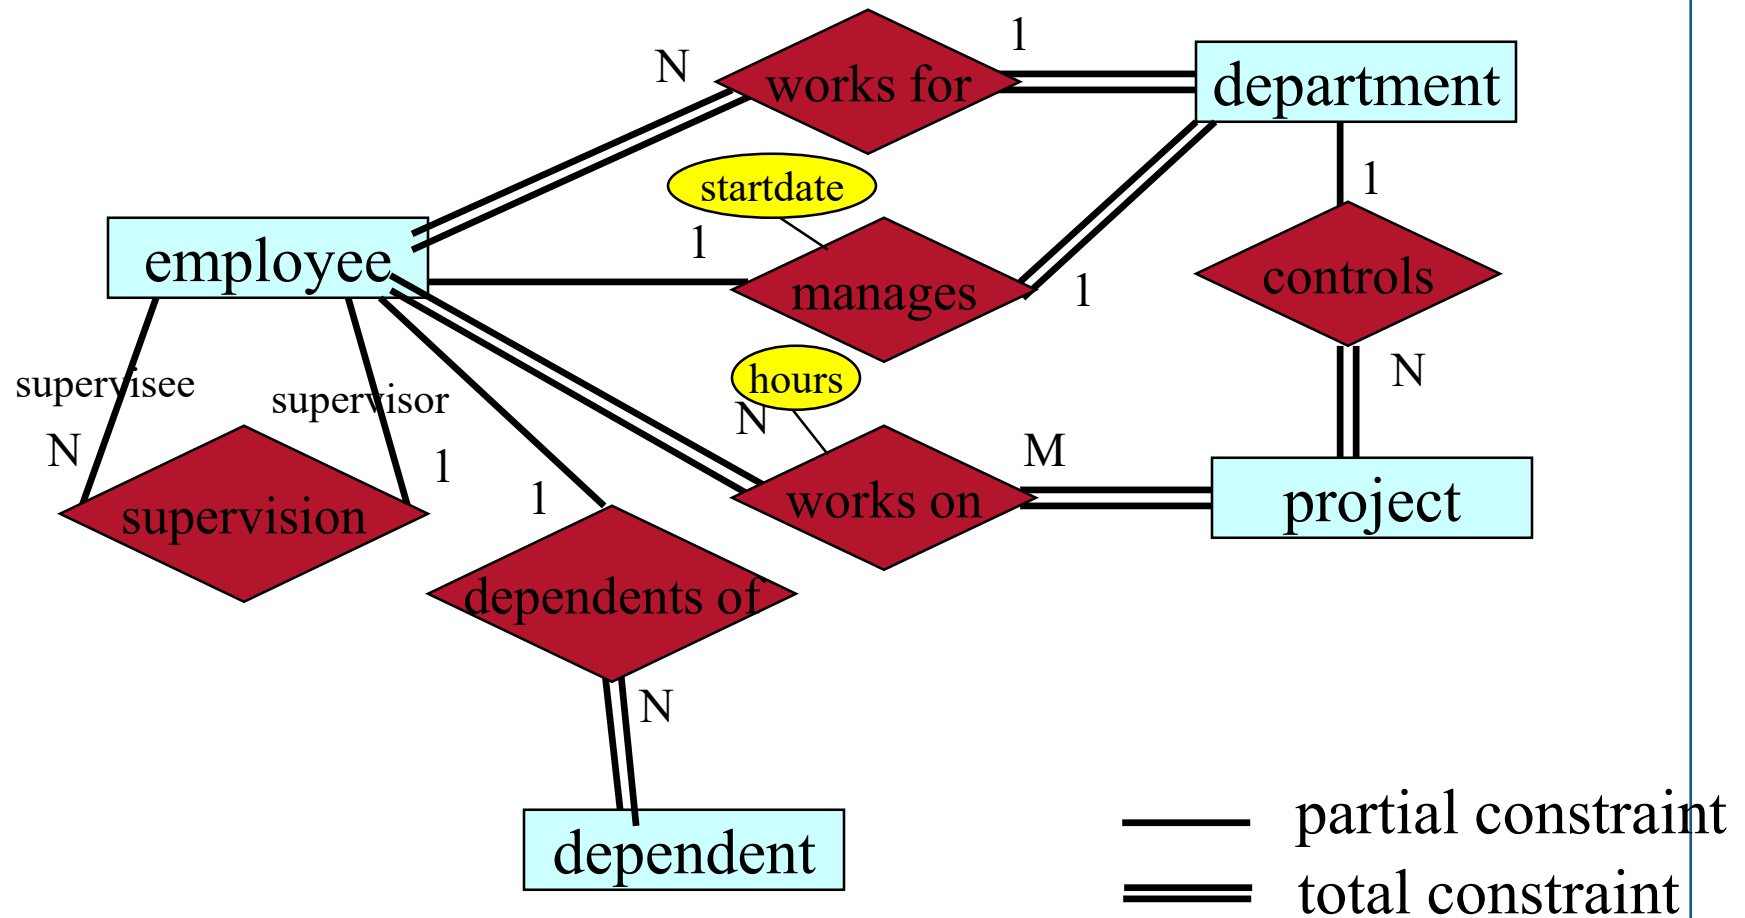 1
N
works for
department
startdate
1
1
employee
manages
1
controls
supervisee
supervisor
hours
N
N
N
1
M
1
supervision
works on
project
dependents of
N
dependent
partial constraint
total constraint